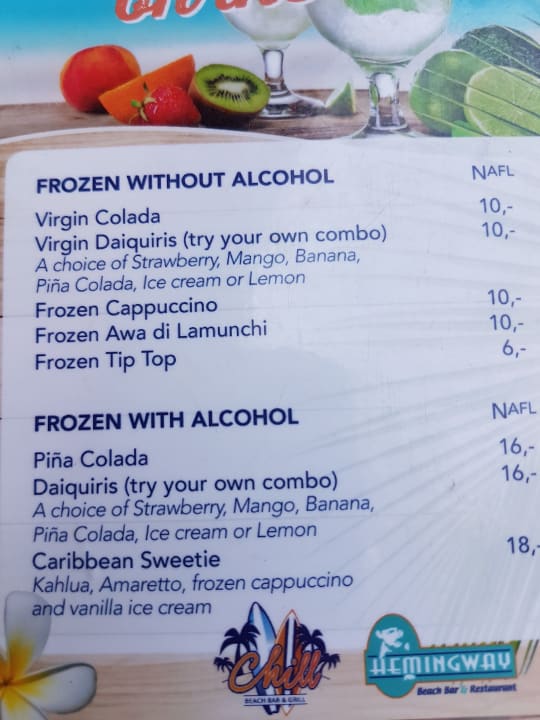 FROZEN WITHOUT ALCOHOL NAFL
Virgin Colada 10,-
Virgin Daiquiris (try your own combo) 10,-
A choice of Strawberry, Mango, Banana,
Piña Colada, Ice cream or Lemon
Frozen Cappuccino 10,-
Frozen Awa di Lamunchi 10,-
Frozen Tip Top 6,-
FROZEN WITH ALCOHOL NAFL
Piña Colada 16,-
Daiquiris (try your own combo) 16,-
A choice of Strawberry, Mango, Banana,
Piña Colada, Ice cream or Lemon
Caribbean Sweetie 18,-
Kahlua, Amaretto, frozen cappuccino
and vanilla ice cream
Chill
BEACH BAR & GRILL
HEMINGWAY
Beach Bar & Restaurant